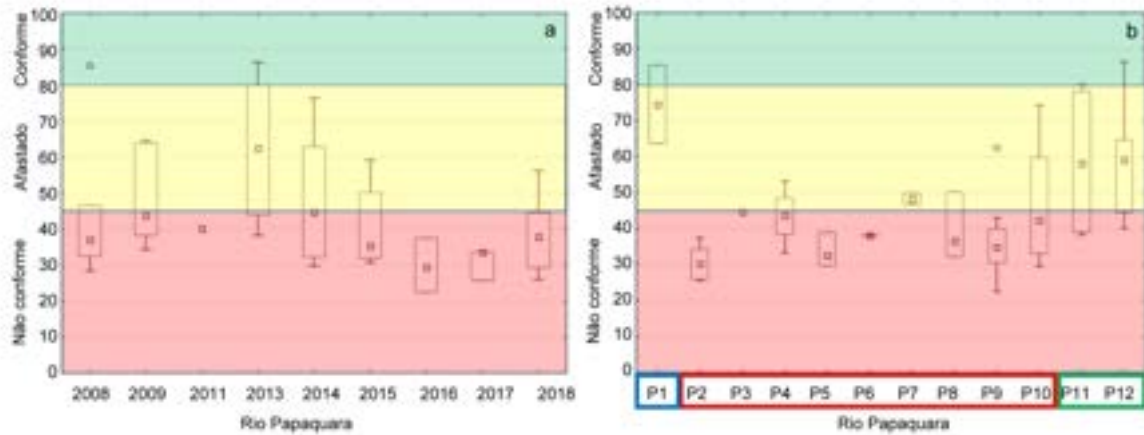 a
Conforme
Afastado
Não conforme
100
90
80
70
60
50
40
30
20
10
0
2008 2009 2011 2013 2014 2015 2016 2017 2018
Rio Papaquara
b
Conforme
Afastado
Não conforme
100
90
80
70
60
50
40
30
20
10
0
P1 P2 P3 P4 P5 P6 P7 P8 P9 P10 P11 P12
Rio Papaquara